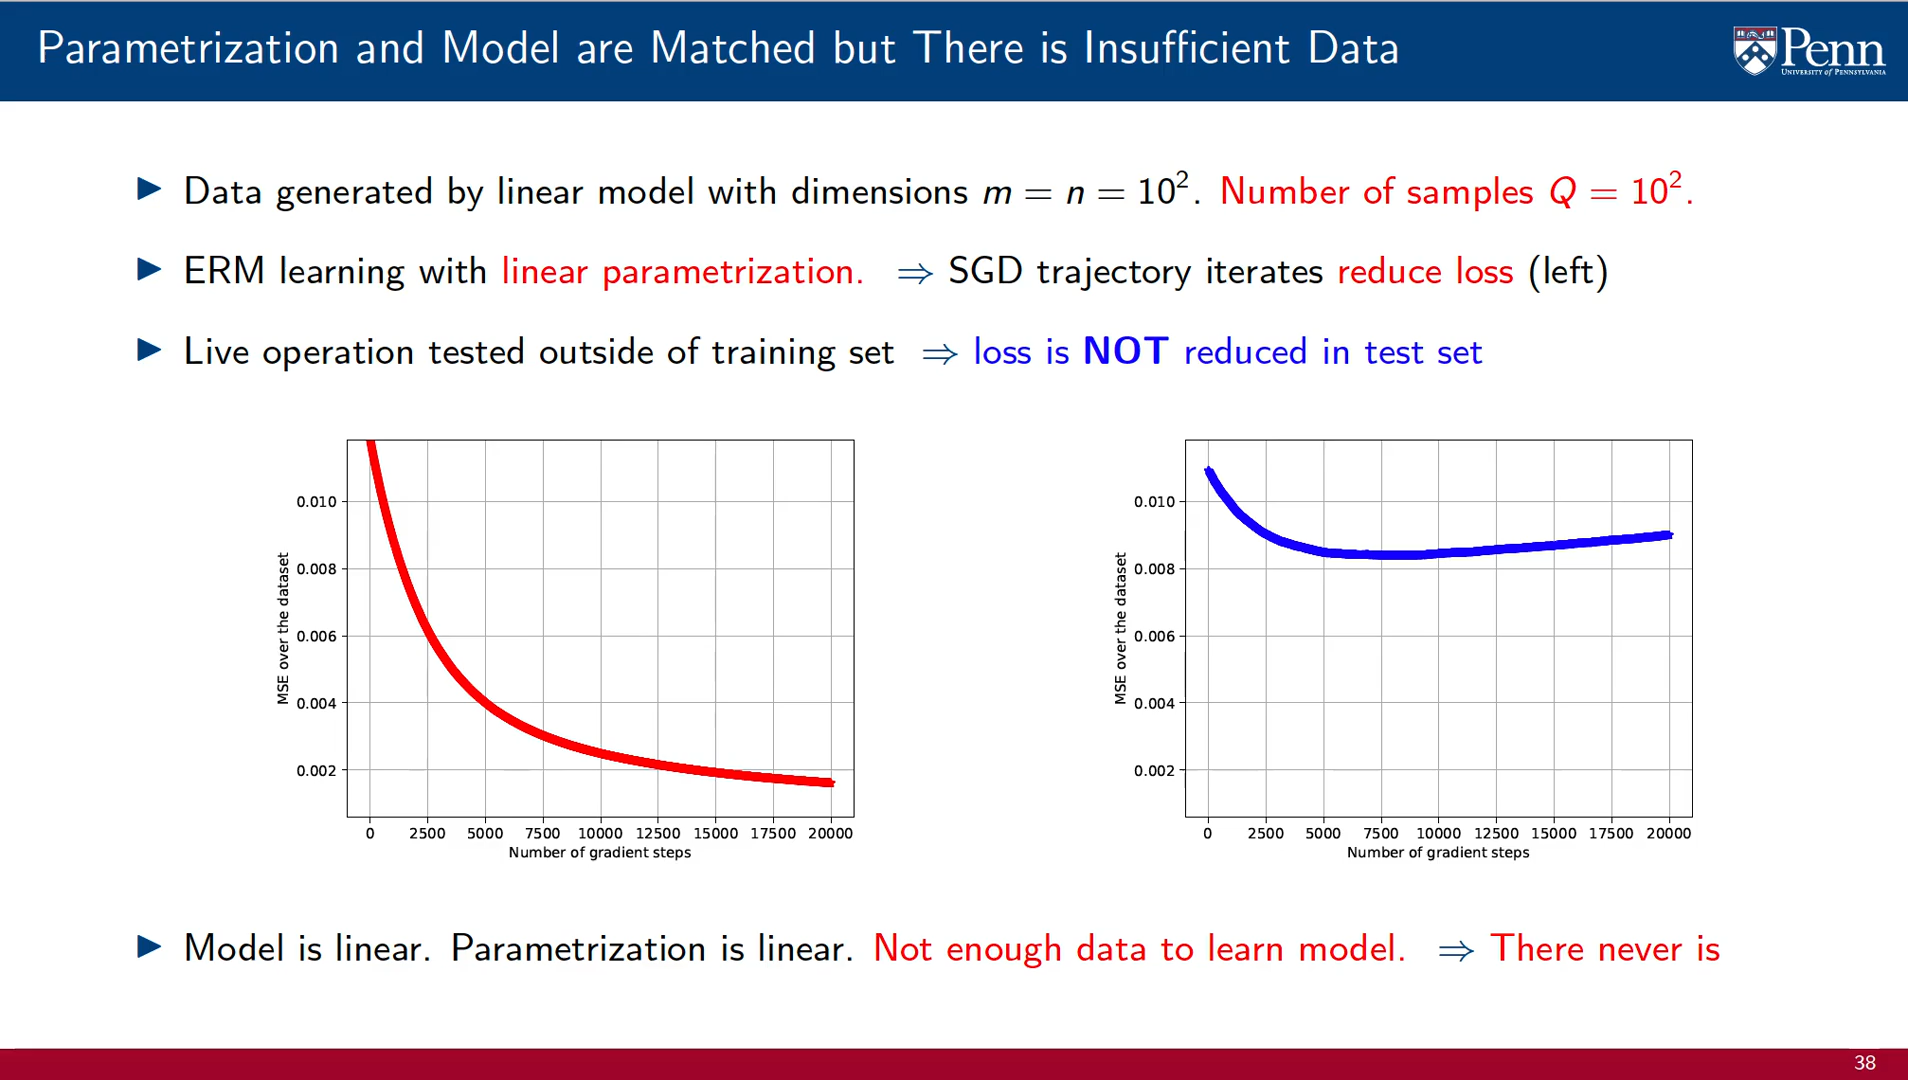 Parametrization and Model are Matched but There is Insufficient Data
Penn
UNIVERSITY of PENNSYLVANIA
▶ Data generated by linear model with dimensions m = n = 10². Number of samples Q = 10².
▶ ERM learning with linear parametrization. ⇒ SGD trajectory iterates reduce loss (left)
▶ Live operation tested outside of training set ⇒ loss is NOT reduced in test set
MSE over the dataset
0.010
0.008
0.006
0.004
0.002
0 2500 5000 7500 10000 12500 15000 17500 20000
Number of gradient steps
MSE over the dataset
0.010
0.008
0.006
0.004
0.002
0 2500 5000 7500 10000 12500 15000 17500 20000
Number of gradient steps
▶ Model is linear. Parametrization is linear. Not enough data to learn model. ⇒ There never is
38